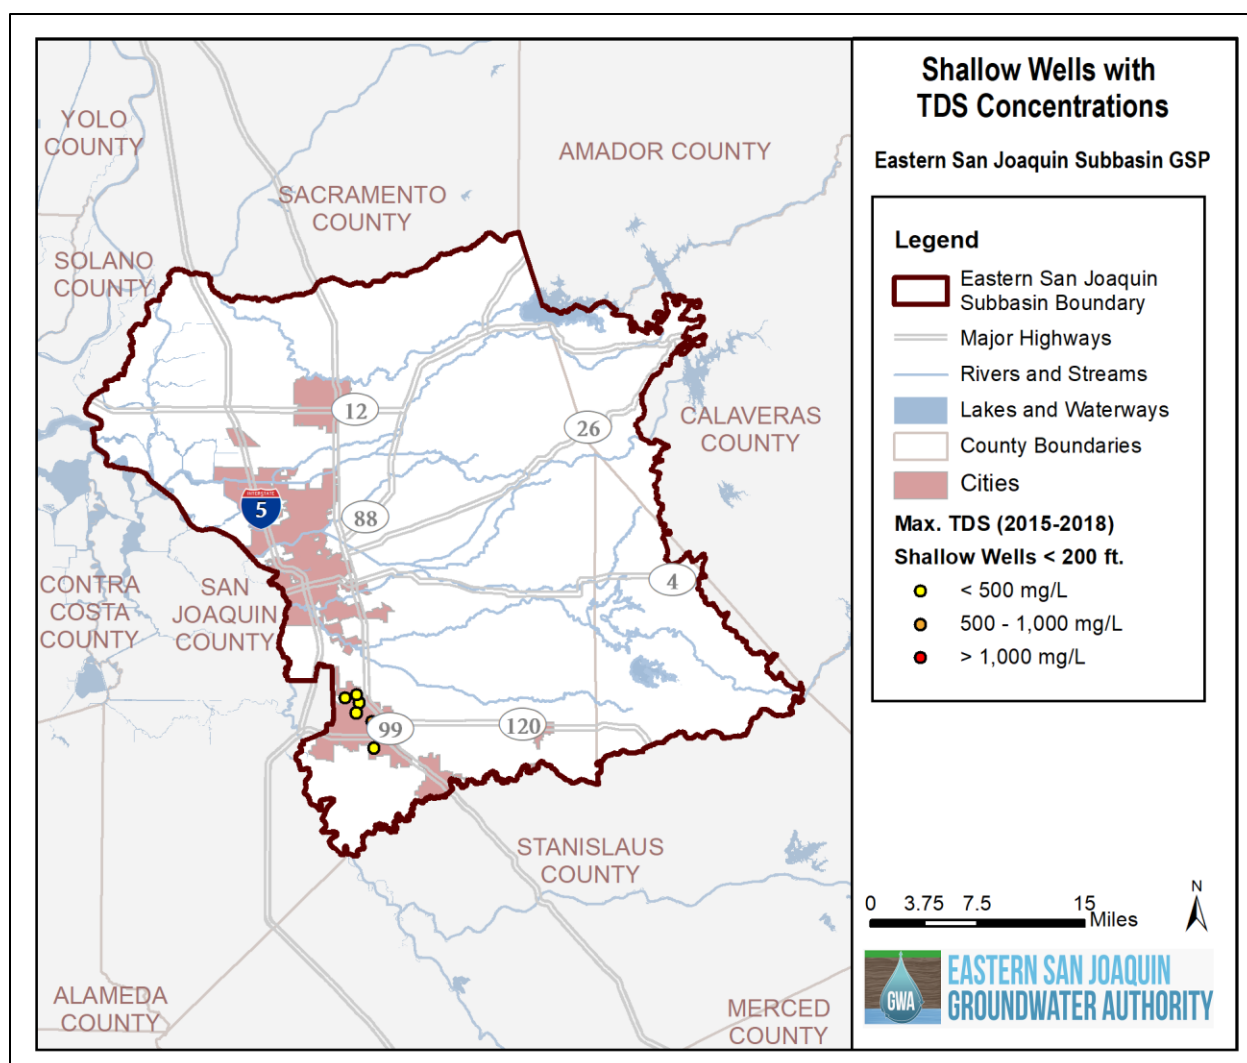 Shallow Wells with
TDS Concentrations
Eastern San Joaquin Subbasin GSP
Legend
Eastern San Joaquin
Subbasin Boundary
Major Highways
Rivers and Streams
Lakes and Waterways
County Boundaries
Cities
Max. TDS (2015-2018)
Shallow Wells < 200 ft.
< 500 mg/L
500 - 1,000 mg/L
> 1,000 mg/L
YOLO
COUNTY
AMADOR COUNTY
SACRAMENTO
COUNTY
SOLANO
COUNTY
CALAVERAS
COUNTY
CONTRA
COSTA
COUNTY
SAN
JOAQUIN
COUNTY
STANISLAUS
COUNTY
ALAMEDA
COUNTY
MERCED
COUNTY
12
26
INTERSTATE
5
88
4
99
120
N
0 3.75 7.5 15
Miles
GWA
EASTERN SAN JOAQUIN
GROUNDWATER AUTHORITY